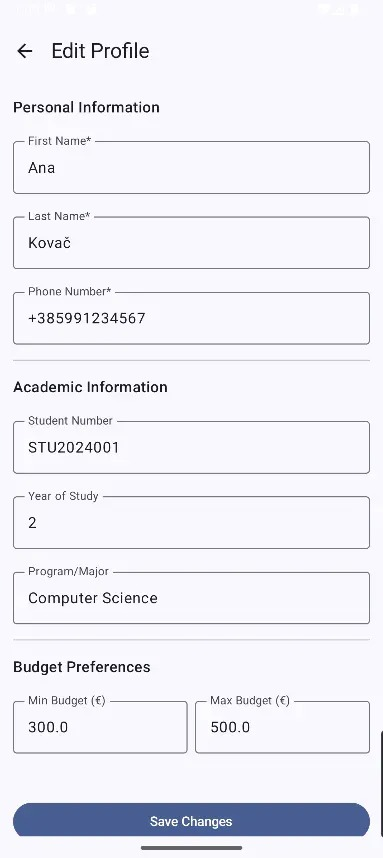 Edit Profile
Personal Information
First Name*
Ana
Last Name*
Kovač
Phone Number*
+385991234567
Academic Information
Student Number
STU2024001
Year of Study
2
Program/Major
Computer Science
Budget Preferences
Min Budget (€) Max Budget (€)
300.0 500.0
Save Changes